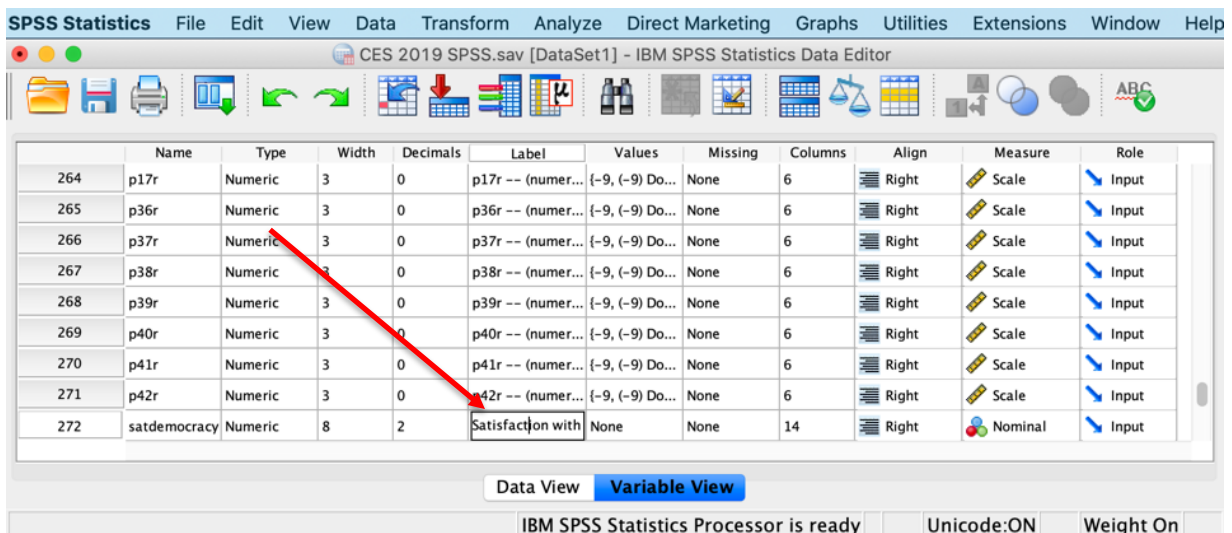 SPSS Statistics File Edit View Data Transform Analyze Direct Marketing Graphs Utilities Extensions Window Help
CES 2019 SPSS.sav [DataSet1] - IBM SPSS Statistics Data Editor
Name Type Width Decimals Label Values Missing Columns Align Measure Role
264 p17r Numeric 3 0 p17r -- (numer... {-9, (-9) Do... None 6 Right Scale Input
265 p36r Numeric 3 0 p36r -- (numer... {-9, (-9) Do... None 6 Right Scale Input
266 p37r Numeric 3 0 p37r -- (numer... {-9, (-9) Do... None 6 Right Scale Input
267 p38r Numeric 3 0 p38r -- (numer... {-9, (-9) Do... None 6 Right Scale Input
268 p39r Numeric 3 0 p39r -- (numer... {-9, (-9) Do... None 6 Right Scale Input
269 p40r Numeric 3 0 p40r -- (numer... {-9, (-9) Do... None 6 Right Scale Input
270 p41r Numeric 3 0 p41r -- (numer... {-9, (-9) Do... None 6 Right Scale Input
271 p42r Numeric 3 0 p42r -- (numer... {-9, (-9) Do... None 6 Right Scale Input
272 satdemocracy Numeric 8 2 Satisfaction with None None 14 Right Nominal Input
Data View Variable View
IBM SPSS Statistics Processor is ready Unicode:ON Weight On